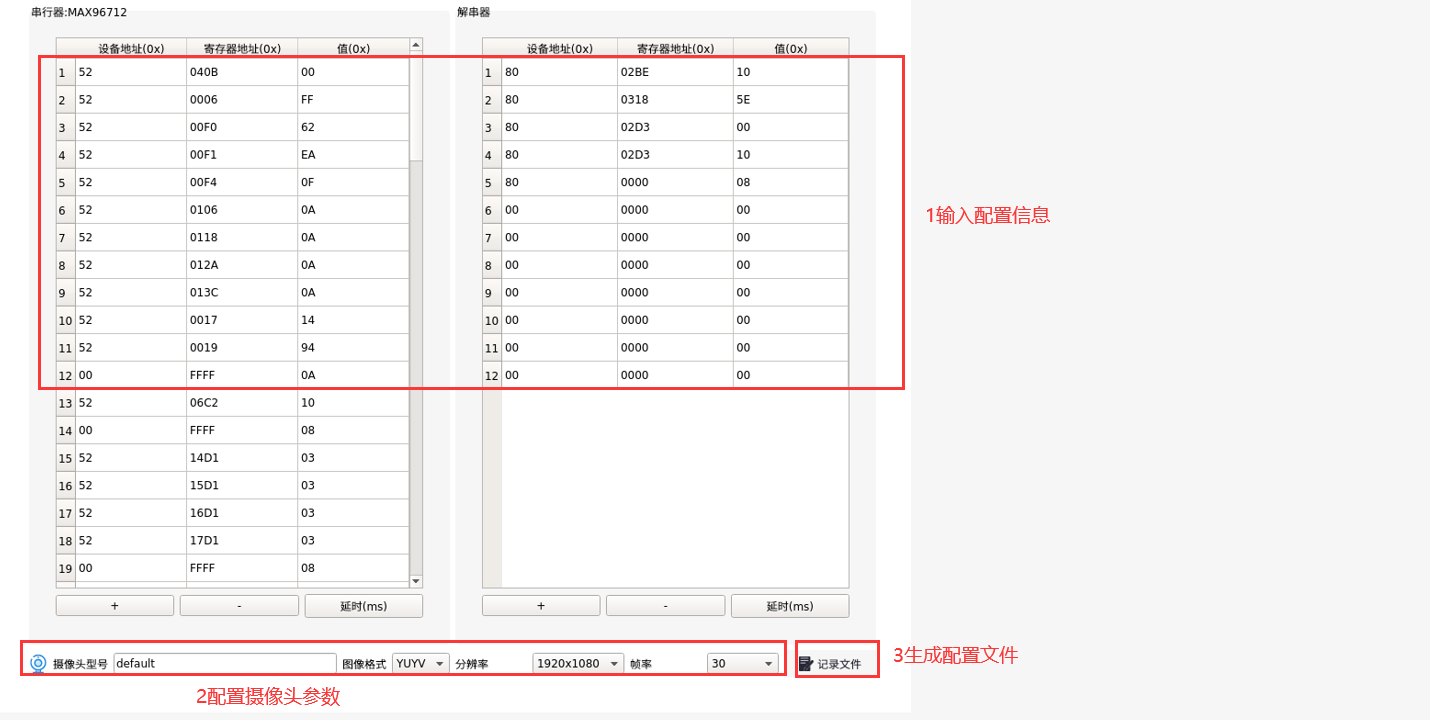 串行器:MAX96712
设备地址(0x) 寄存器地址(0x) 值(0x)
1 52 040B 00
2 52 0006 FF
3 52 00F0 62
4 52 00F1 EA
5 52 00F4 0F
6 52 0106 0A
7 52 0118 0A
8 52 012A 0A
9 52 013C 0A
10 52 0017 14
11 52 0019 94
12 00 FFFF 0A
13 52 06C2 10
14 00 FFFF 08
15 52 14D1 03
16 52 15D1 03
17 52 16D1 03
18 52 17D1 03
19 00 FFFF 08
+ - 延时(ms)
解串器
设备地址(0x) 寄存器地址(0x) 值(0x)
1 80 02BE 10
2 80 0318 5E
3 80 02D3 00
4 80 02D3 10
5 80 0000 08
6 00 0000 00
7 00 0000 00
8 00 0000 00
9 00 0000 00
10 00 0000 00
11 00 0000 00
12 00 0000 00
+ - 延时(ms)
1输入配置信息
摄像头型号 default 图像格式 YUYV 分辨率 1920x1080 帧率 30 记录文件
3生成配置文件
2配置摄像头参数